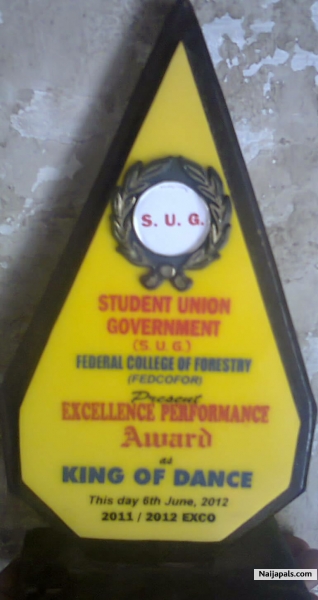 S. U. G.
STUDENT UNION
GOVERNMENT
(S. U. G.)
FEDERAL COLLEGE OF FORESTRY
(FEDCOFOR)
Present
EXCELLENCE PERFORMANCE
Award
as
KING OF DANCE
This day 6th June, 2012
2011 / 2012 EXCO
Naijapals.com